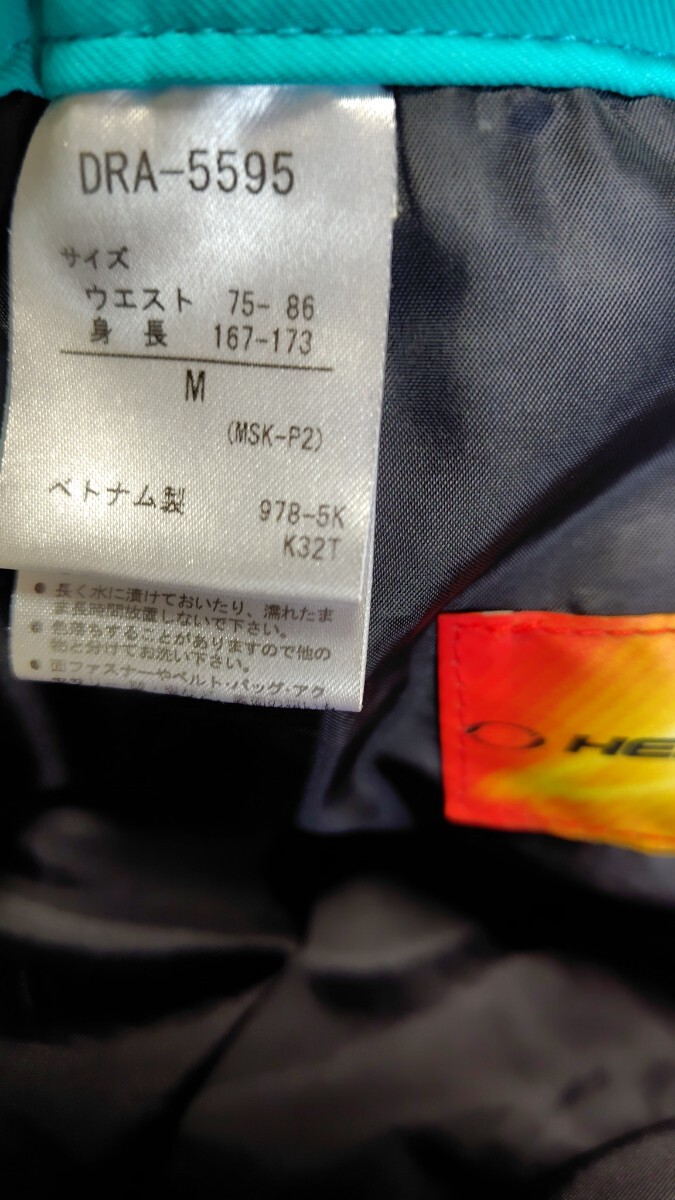 DRA-5595
サイズ
ウエスト 75- 86
身 長 167-173
M
(MSK-P2)
ベトナム製 978-5K
K32T
● 長く水に漬けておいたり、濡れたまま
ま長時間放置しないで下さい。
● 色落ちすることがありますので他の
物と分けてお洗い下さい。
● 面ファスナーやベルト・バッグ・アク
HE